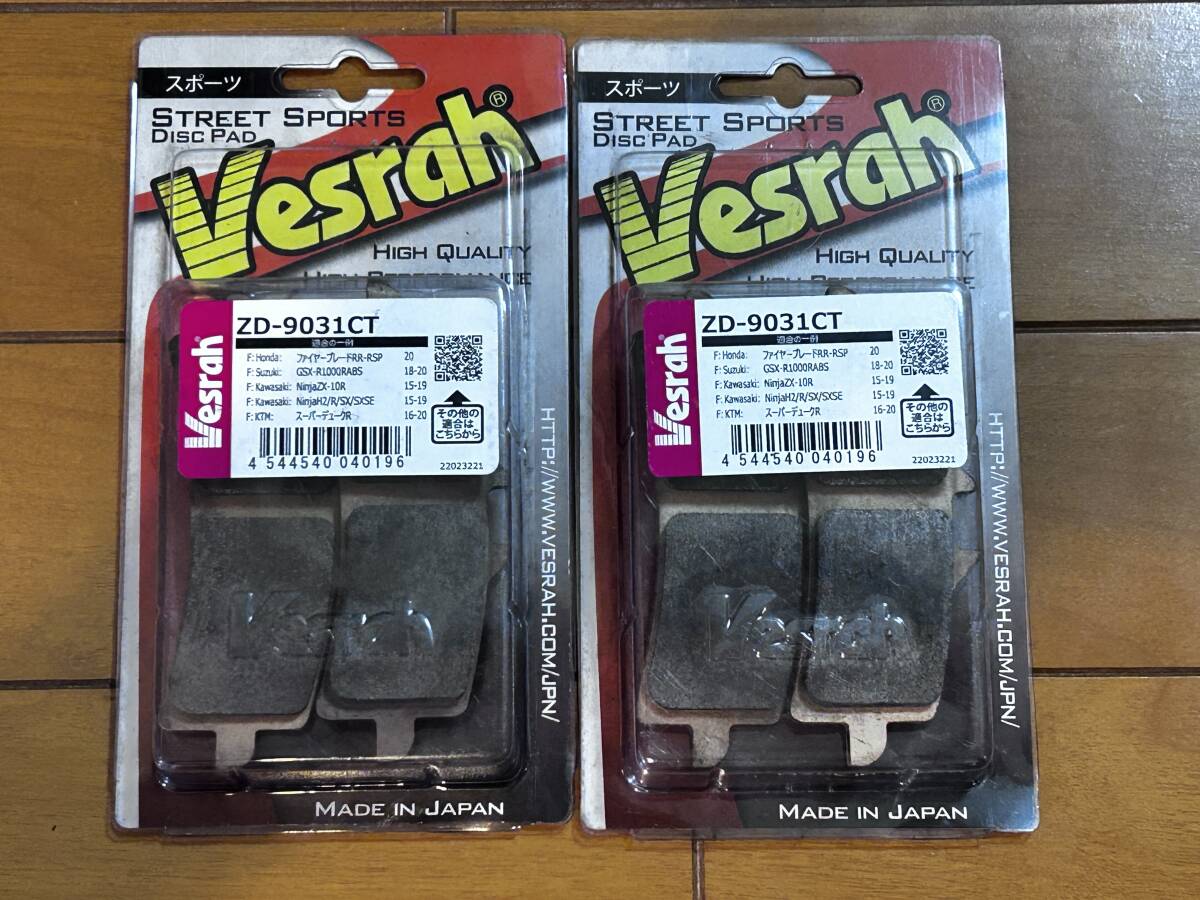 スポーツ
STREET SPORTS
DISC PAD
Vesrah®
HIGH QUALITY
HIGH PERFORMANCE
Vesrah
ZD-9031CT
適合の一例
F: Honda: ファイヤーブレードRR-RSP 20
F: Suzuki: GSX-R1000RABS 18-20
F: Kawasaki: NinjaZX-10R 15-19
F: Kawasaki: NinjaH2/R/SX/SXSE 15-19
F: KTM: スーパーデュークR 16-20
その他の
適合は
こちらから
4 544540 040196
22023221
Vesrah
HTTP://WWW.VESRAH.COM/JPN/
MADE IN JAPAN
スポーツ
STREET SPORTS
DISC PAD
Vesrah®
HIGH QUALITY
HIGH PERFORMANCE
Vesrah
ZD-9031CT
適合の一例
F: Honda: ファイヤーブレードRR-RSP 20
F: Suzuki: GSX-R1000RABS 18-20
F: Kawasaki: NinjaZX-10R 15-19
F: Kawasaki: NinjaH2/R/SX/SXSE 15-19
F: KTM: スーパーデュークR 16-20
その他の
適合は
こちらから
4 544540 040196
22023221
Vesrah
HTTP://WWW.VESRAH.COM/JPN/
MADE IN JAPAN